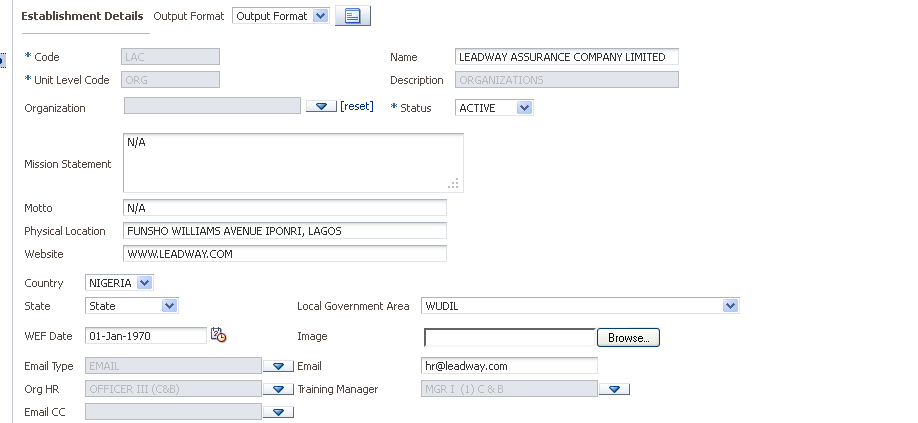 Establishment Details Output Format Output Format
* Code LAC Name LEADWAY ASSURANCE COMPANY LIMITED
* Unit Level Code ORG Description ORGANIZATIONS
Organization [reset] * Status ACTIVE
Mission Statement N/A
Motto N/A
Physical Location FUNSHO WILLIAMS AVENUE IPONRI, LAGOS
Website WWW.LEADWAY.COM
Country NIGERIA
State State Local Government Area WUDIL
WEF Date 01-Jan-1970 Image Browse...
Email Type EMAIL Email hr@leadway.com
Org HR OFFICER III (C&B) Training Manager MGR I (1) C & B
Email CC